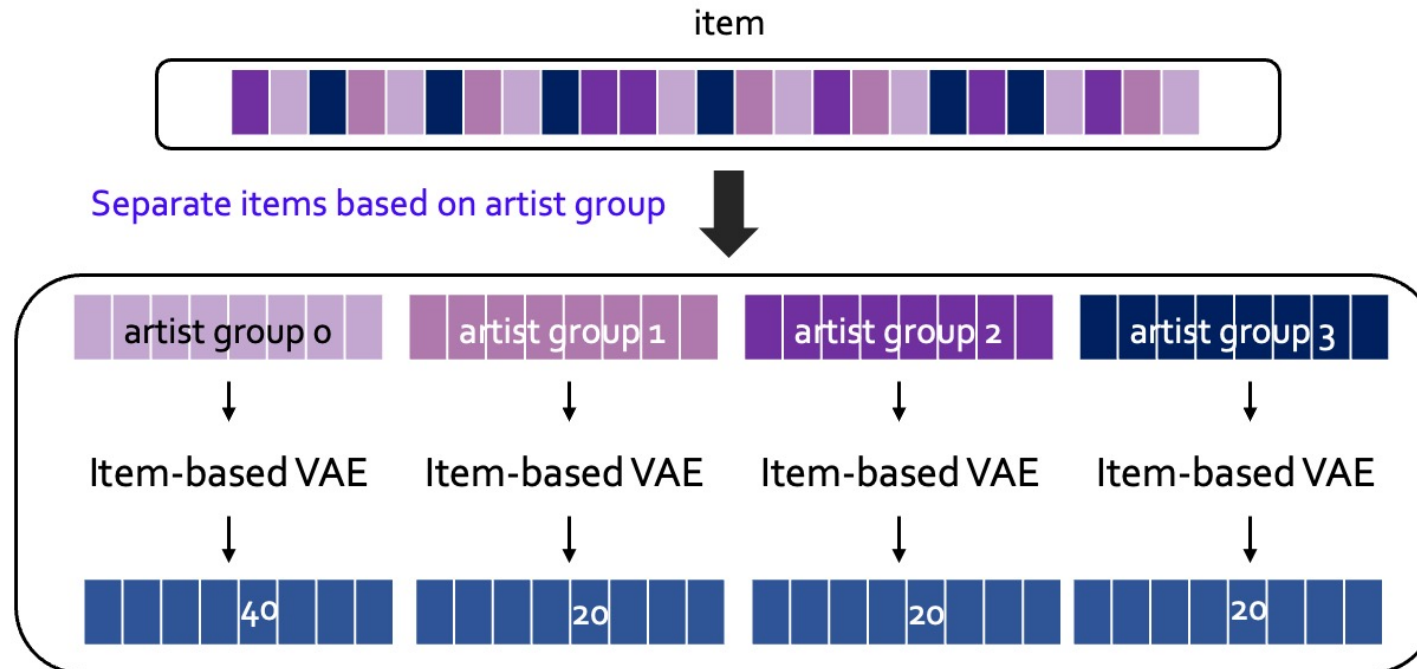 item
Separate items based on artist group
artist group 0
artist group 1
artist group 2
artist group 3
Item-based VAE
Item-based VAE
Item-based VAE
Item-based VAE
40
20
20
20